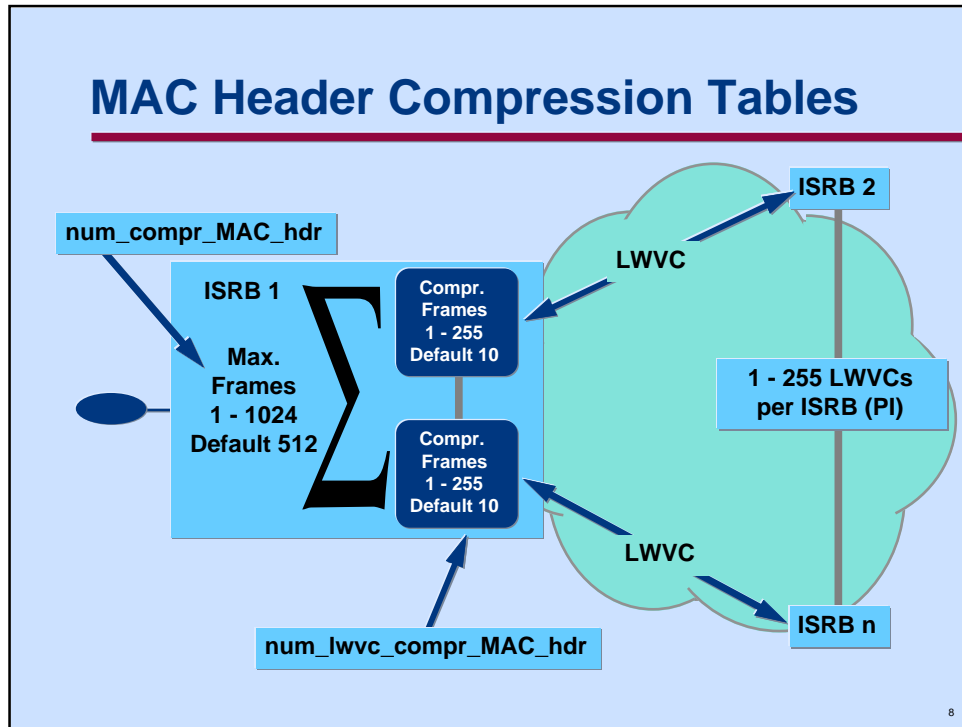 MAC Header Compression Tables
num_compr_MAC_hdr
ISRB 1
Max.
Frames
1 - 1024
Default 512
∑
Compr.
Frames
1 - 255
Default 10
Compr.
Frames
1 - 255
Default 10
num_lwvc_compr_MAC_hdr
LWVC
LWVC
ISRB 2
1 - 255 LWVCs
per ISRB (PI)
ISRB n
8